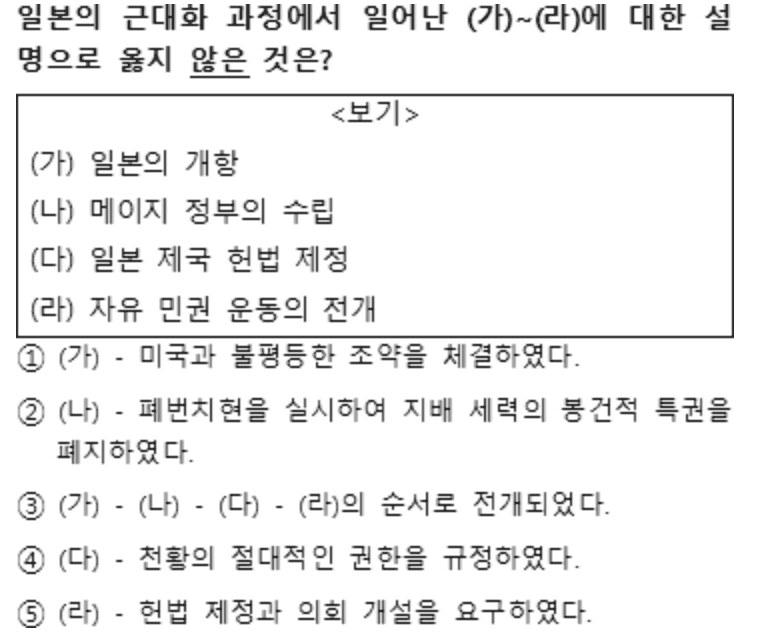 일본의 근대화 과정에서 일어난 (가)~(라)에 대한 설
명으로 옳지 않은 것은?
<보기>
(가) 일본의 개항
(나) 메이지 정부의 수립
(다) 일본 제국 헌법 제정
(라) 자유 민권 운동의 전개
① (가) - 미국과 불평등한 조약을 체결하였다.
② (나) - 폐번치현을 실시하여 지배 세력의 봉건적 특권을
폐지하였다.
③ (가) - (나) - (다) - (라)의 순서로 전개되었다.
④ (다) - 천황의 절대적인 권한을 규정하였다.
⑤ (라) - 헌법 제정과 의회 개설을 요구하였다.